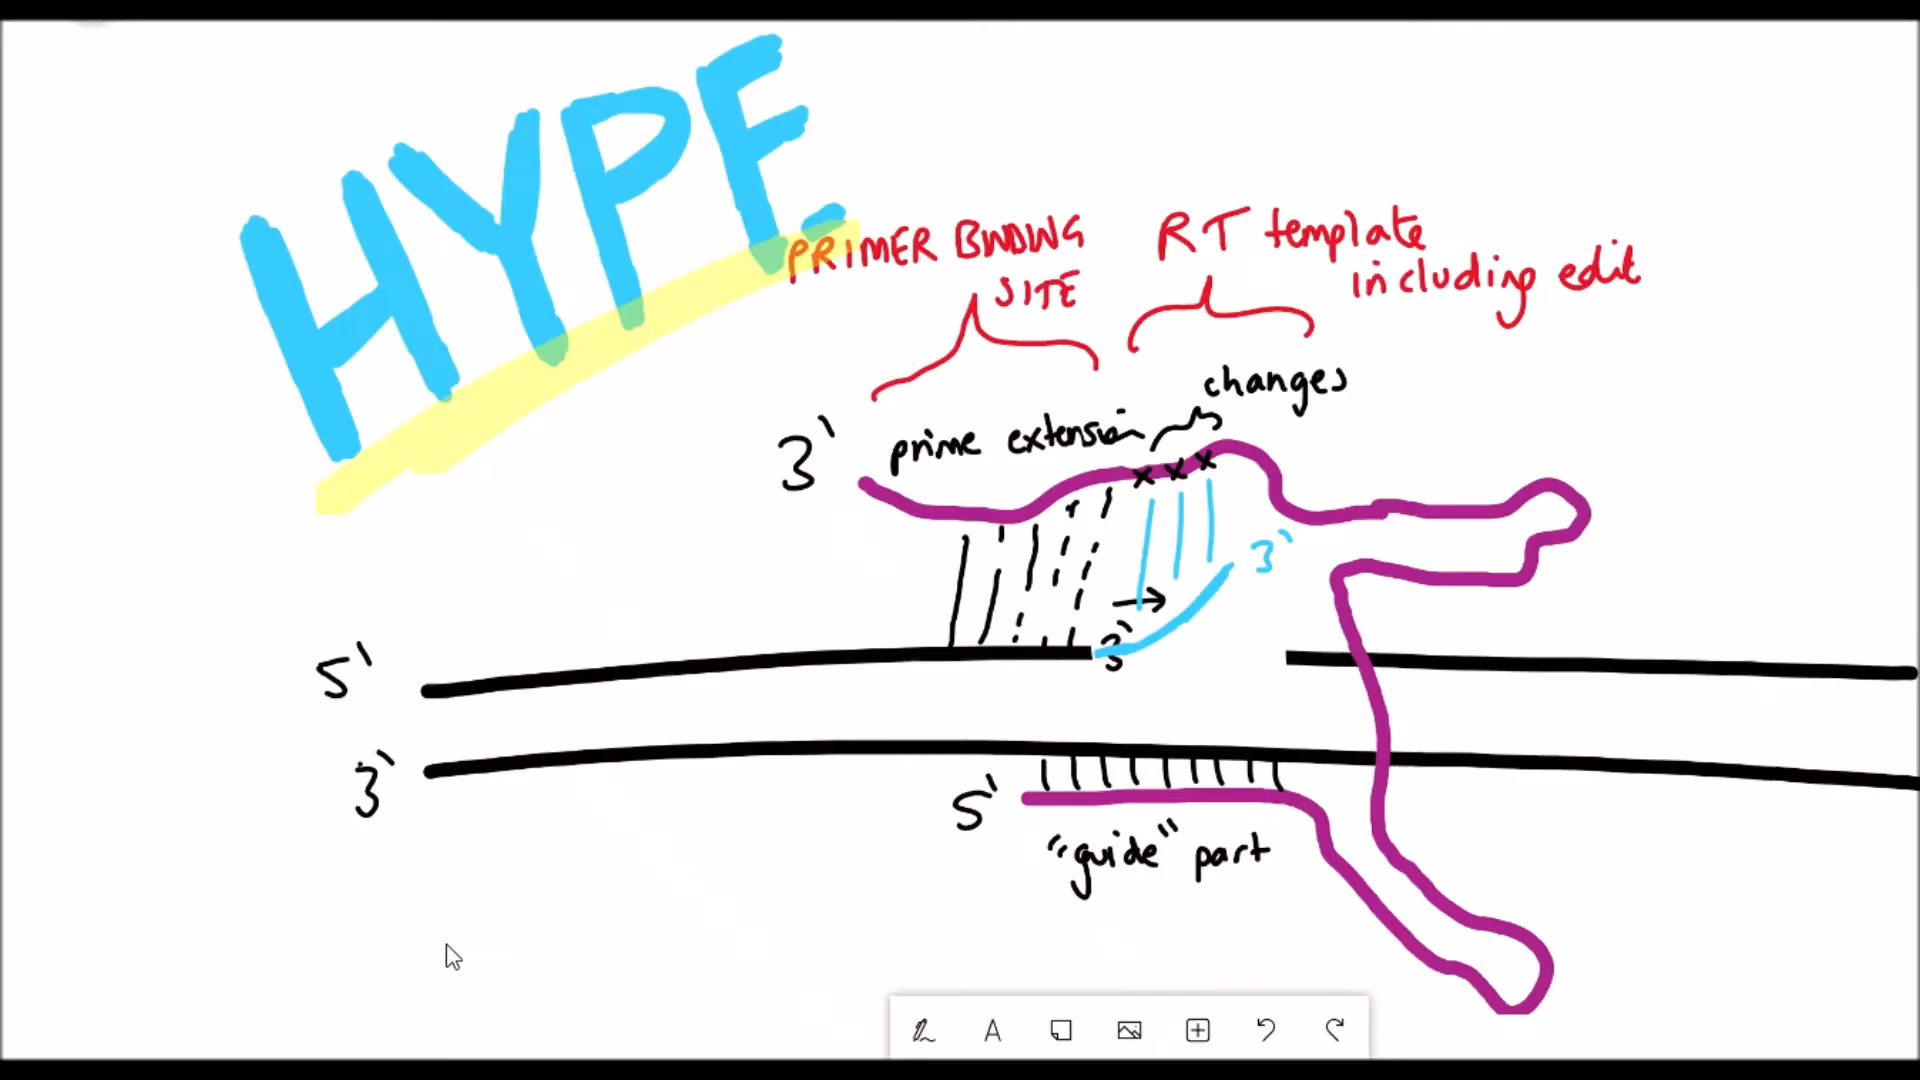 HYPE
PRIMER BINDING
SITE
RT template
including edit
changes
prime extension
3'
x x x
3'
3'
5'
3'
5'
"guide" part
A